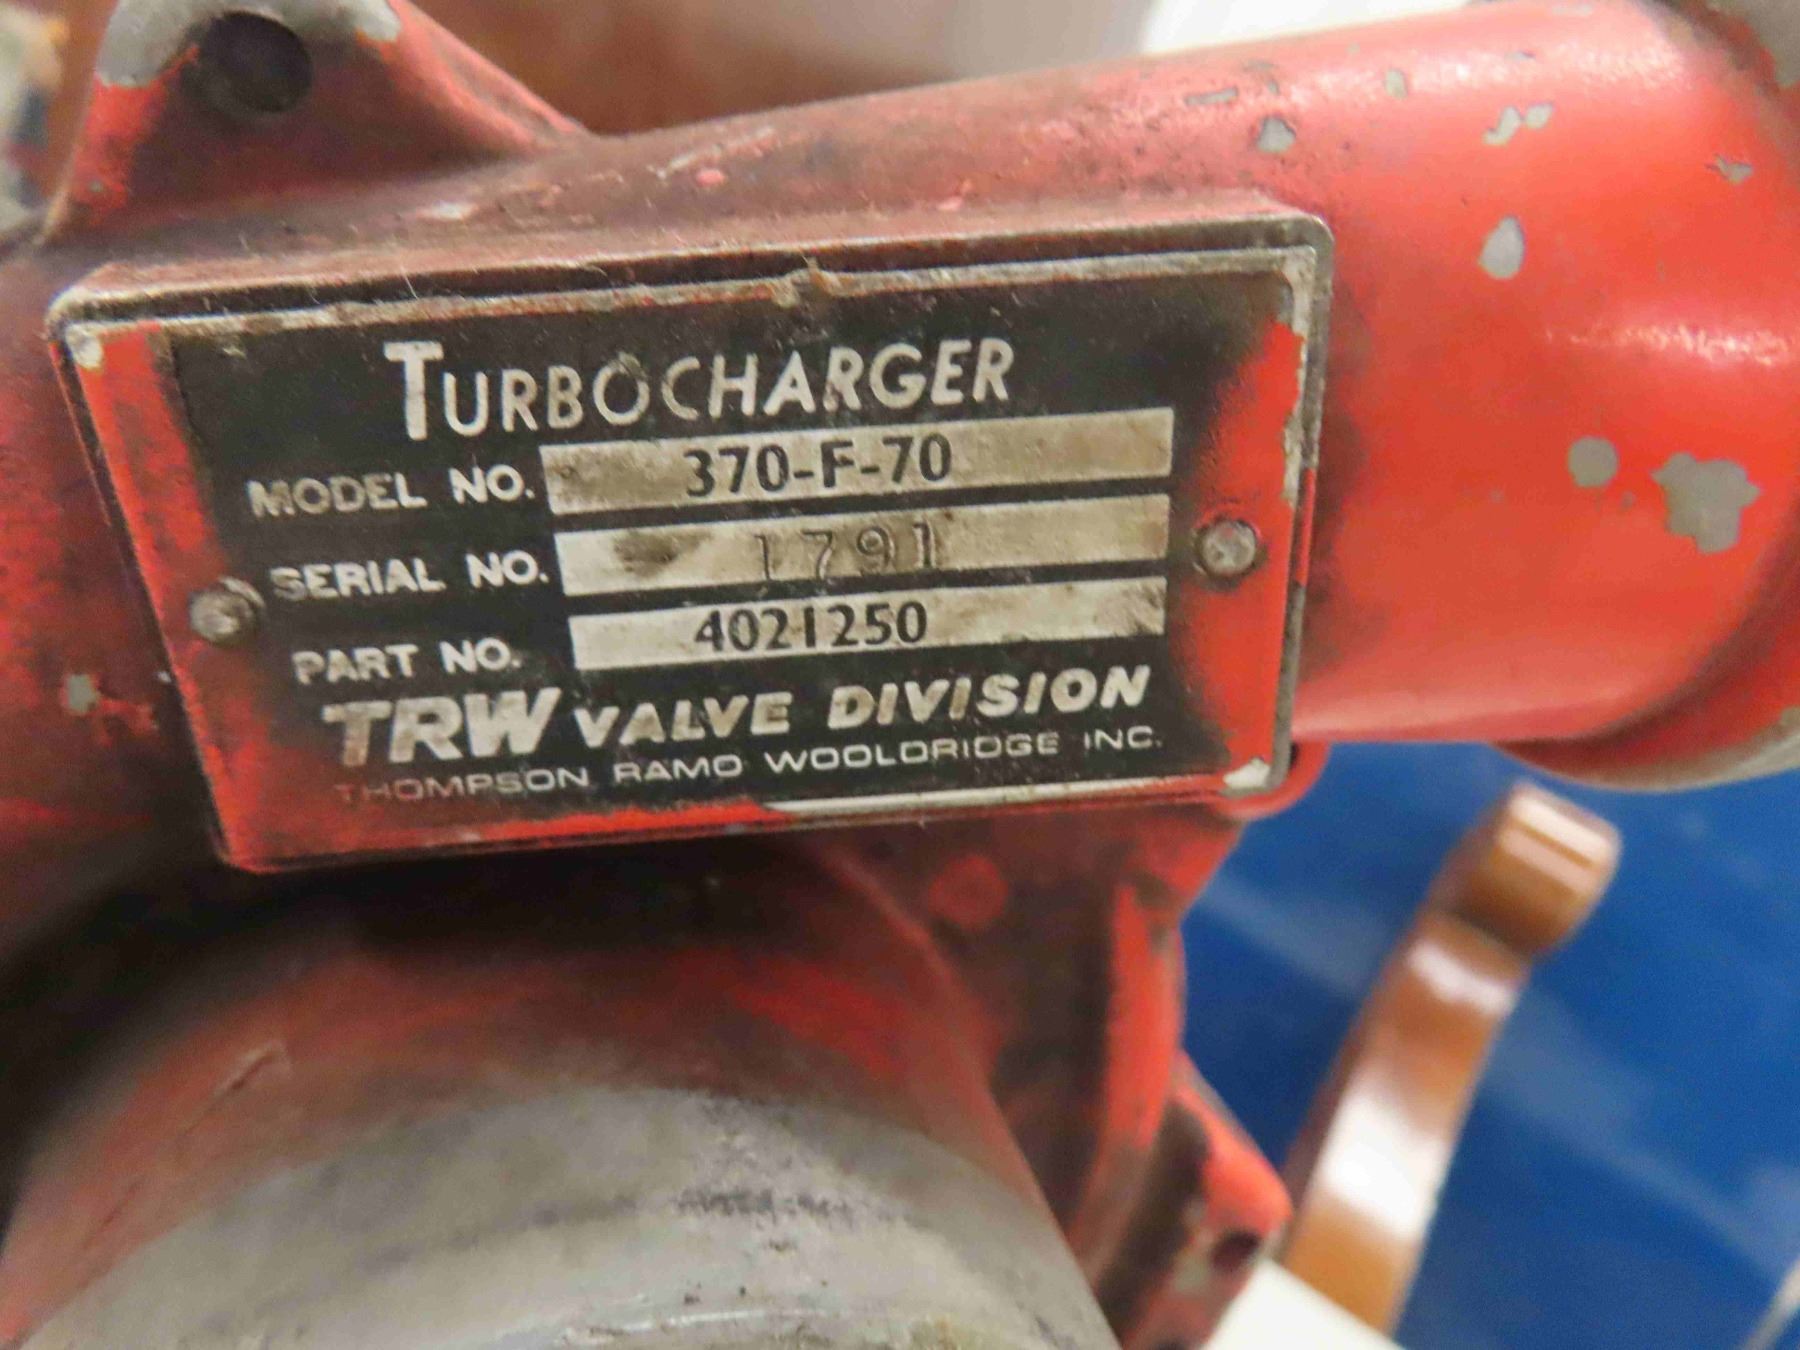 TURBOCHARGER
MODEL NO. 370-F-70
SERIAL NO. 1791
PART NO. 4021250
TRW VALVE DIVISION
THOMPSON RAMO WOOLDRIDGE INC.